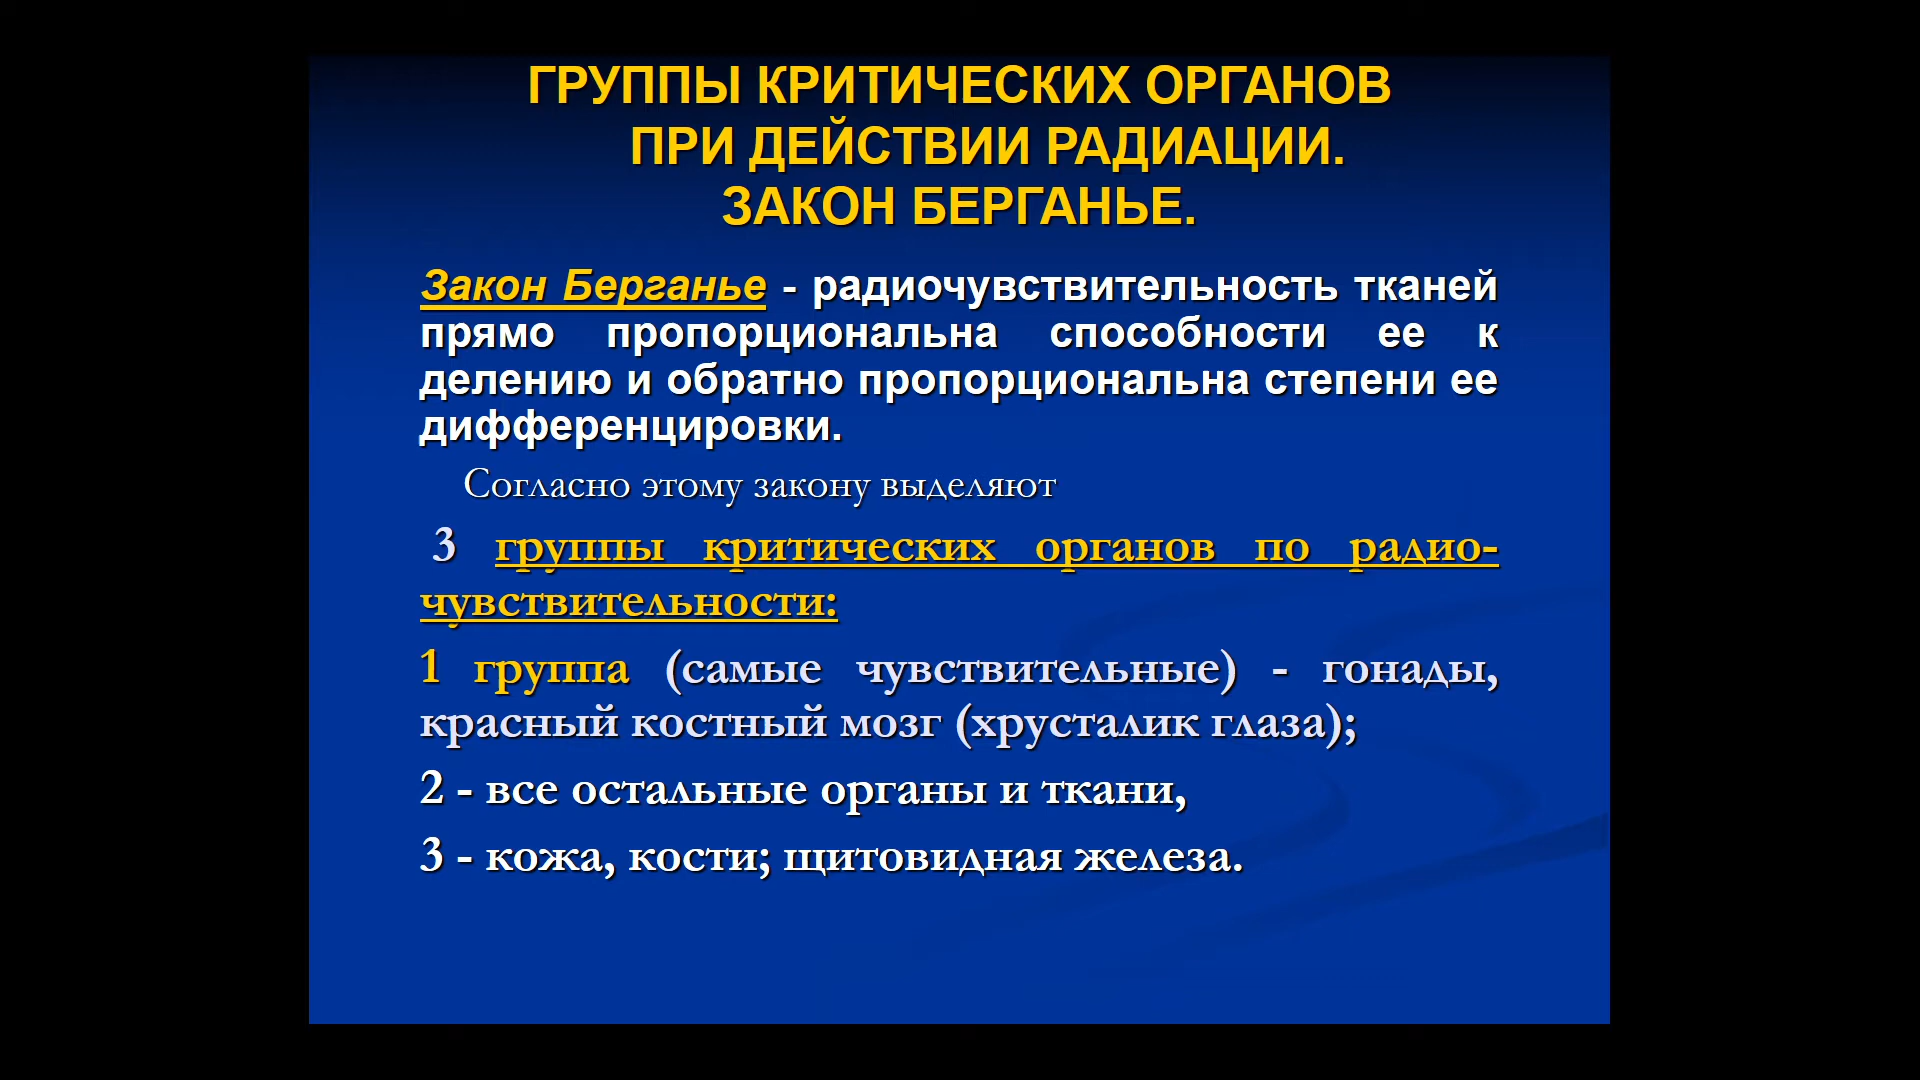 ГРУППЫ КРИТИЧЕСКИХ ОРГАНОВ
ПРИ ДЕЙСТВИИ РАДИАЦИИ.
ЗАКОН БЕРГАНЬЕ.
Закон Берганье - радиочувствительность тканей
прямо пропорциональна способности ее к
делению и обратно пропорциональна степени ее
дифференцировки.
Согласно этому закону выделяют
3 группы критических органов по радио-
чувствительности:
1 группа (самые чувствительные) - гонады,
красный костный мозг (хрусталик глаза);
2 - все остальные органы и ткани,
3 - кожа, кости; щитовидная железа.